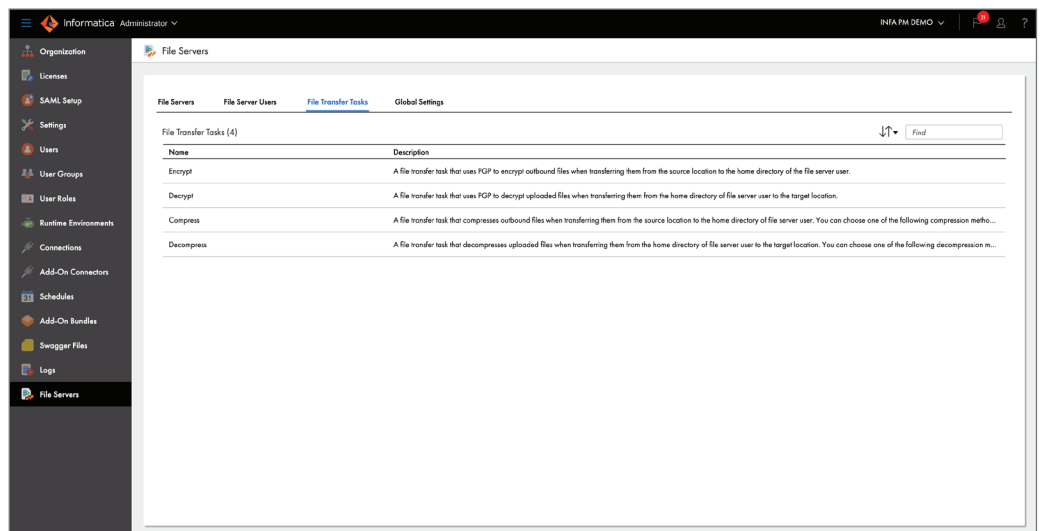 Informatica Administrator
INFA PM DEMO
?
Organization
Licenses
SAML Setup
Settings
Users
User Groups
User Roles
Runtime Environments
Connections
Add-On Connectors
31 Schedules
Add-On Bundles
Swagger Files
Logs
File Servers
File Servers
File Servers File Server Users File Transfer Tasks Global Settings
File Transfer Tasks (4)
Find
Name Description
Encrypt A file transfer task that uses PGP to encrypt outbound files when transferring them from the source location to the home directory of the file server user.
Decrypt A file transfer task that uses PGP to decrypt uploaded files when transferring them from the home directory of file server user to the target location.
Compress A file transfer task that compresses outbound files when transferring them from the source location to the home directory of file server user. You can choose one of the following compression metho...
Decompress A file transfer task that decompresses uploaded files when transferring them from the home directory of file server user to the target location. You can choose one of the following decompression m...